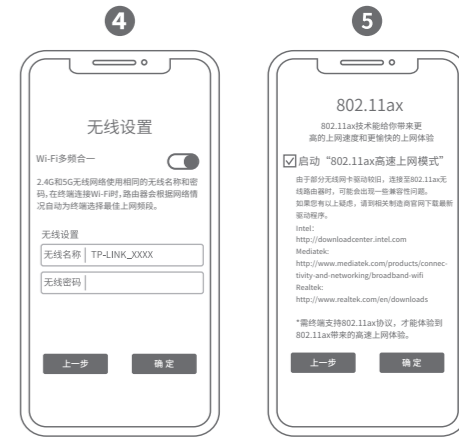 4
无线设置
Wi-Fi多频合一
2.4G和5G无线网络使用相同的无线名称和密
码,在终端连接Wi-Fi时,路由器会根据网络情
况自动为终端选择最佳上网频段。
无线设置
无线名称 TP-LINK_XXXX
无线密码
上一步 确 定
5
802.11ax
802.11ax技术能给你带来更
高的上网速度和更愉快的上网体验
启动“802.11ax高速上网模式”
由于部分无线网卡驱动较旧，连接至802.11ax无
线路由器时，可能会出现一些兼容性问题。
如果您有以上疑虑，请到相关制造商官网下载最新
驱动程序。
Intel:
http://downloadcenter.intel.com
Mediatek:
http://www.mediatek.com/products/connec-
tivity-and-networking/broadband-wifi
Realtek:
http://www.realtek.com/en/downloads
*需终端支持802.11ax协议，才能体验到
802.11ax带来的高速上网体验。
上一步 确 定